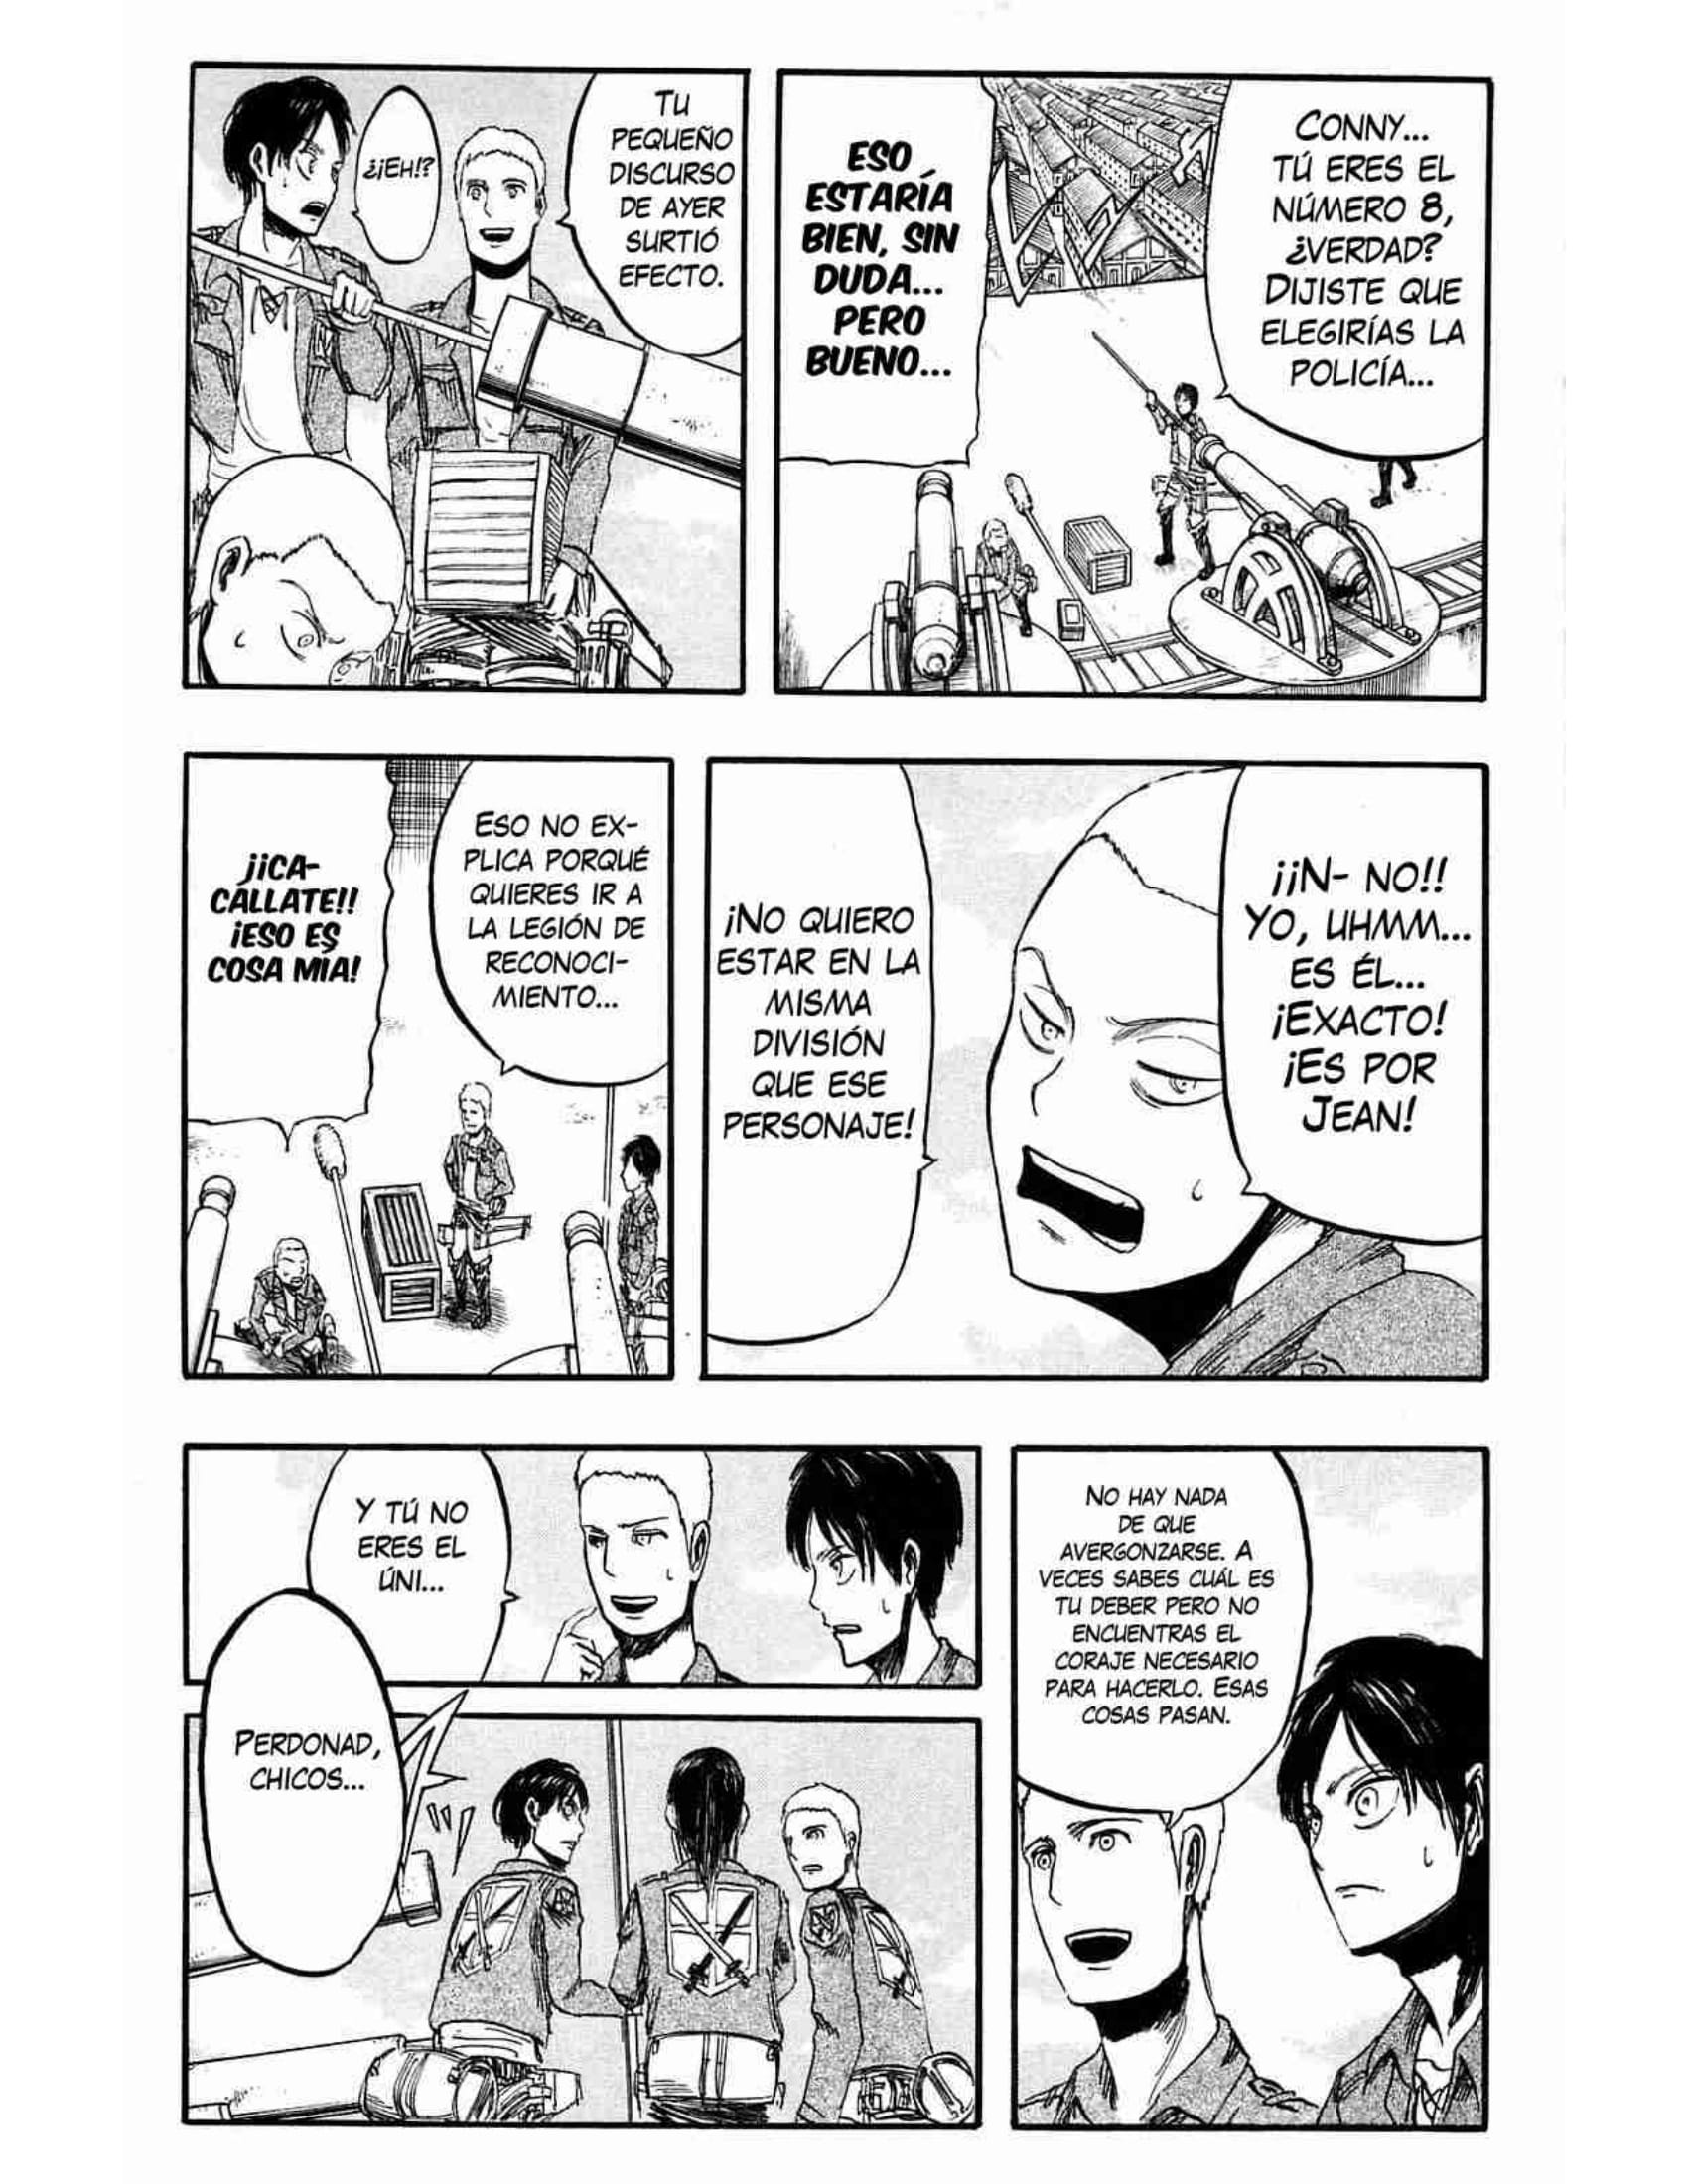 CONNY...
TÚ ERES EL
NÚMERO 8,
¿VERDAD?
DIJISTE QUE
ELEGIRÍAS LA
POLICÍA...
ESO
ESTARÍA
BIEN, SIN
DUDA...
PERO
BUENO...
TU
PEQUEÑO
DISCURSO
DE AYER
SURTIÓ
EFECTO.
¿¡EH!?
¡¡N- NO!!
YO, UHMM...
ES ÉL...
¡EXACTO!
¡ES POR
JEAN!
¡NO QUIERO
ESTAR EN LA
MISMA
DIVISIÓN
QUE ESE
PERSONAJE!
ESO NO EX-
PLICA PORQUÉ
QUIERES IR A
LA LEGIÓN DE
RECONOCI-
MIENTO...
¡¡CA-
CÁLLATE!!
¡ESO ES
COSA MIA!
NO HAY NADA
DE QUE
AVERGONZARSE. A
VECES SABES CUÁL ES
TU DEBER PERO NO
ENCUENTRAS EL
CORAJE NECESARIO
PARA HACERLO. ESAS
COSAS PASAN.
Y TÚ NO
ERES EL
ÚNI...
PERDONAD,
CHICOS...